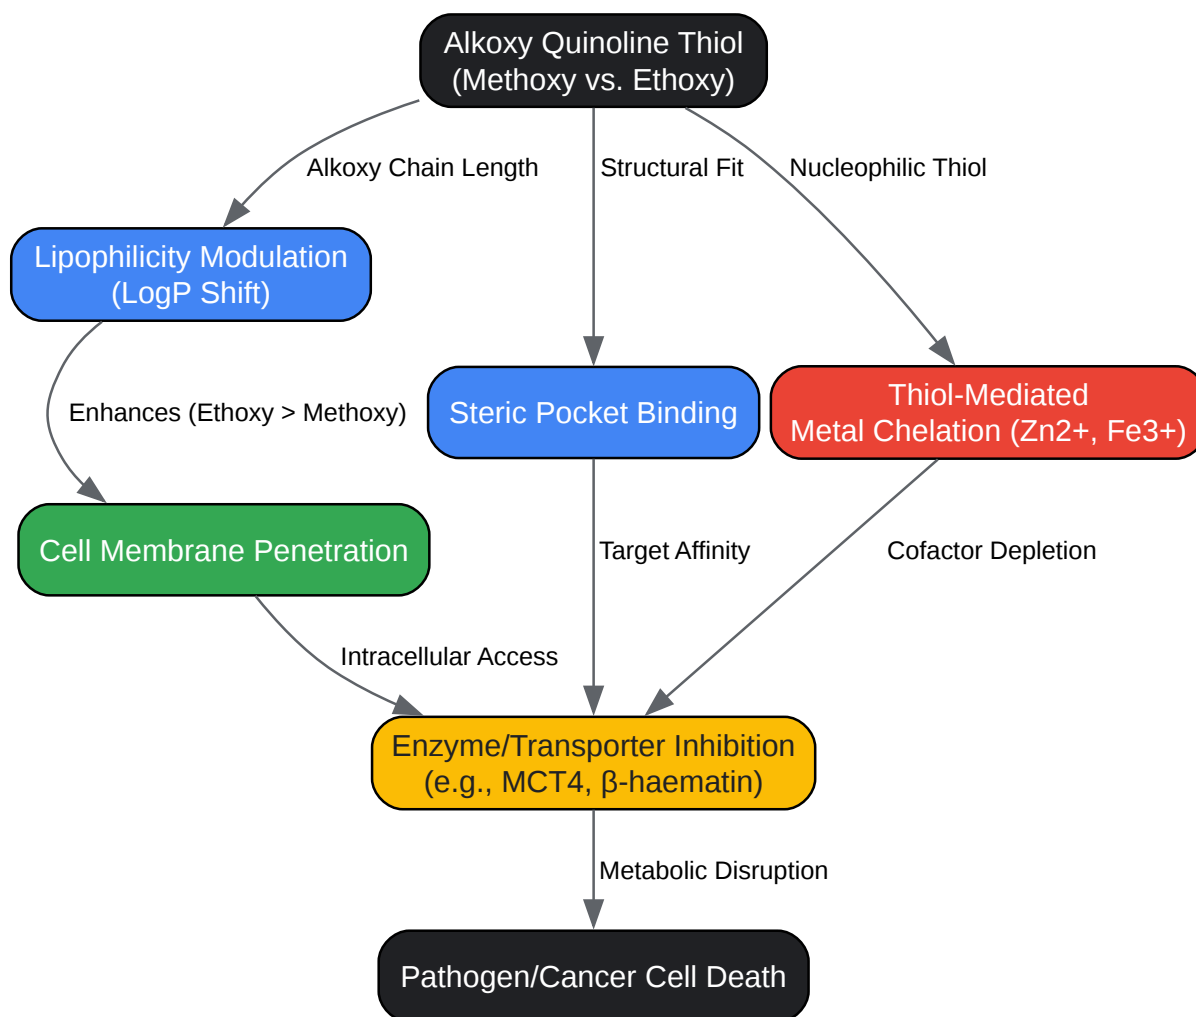 Alkoxy Quinoline Thiol
(Methoxy vs. Ethoxy)
Alkoxy Chain Length
Structural Fit
Nucleophilic Thiol
Lipophilicity Modulation
(LogP Shift)
Enhances (Ethoxy > Methoxy)
Steric Pocket Binding
Thiol-Mediated
Metal Chelation (Zn2+, Fe3+)
Cell Membrane Penetration
Target Affinity
Cofactor Depletion
Intracellular Access
Enzyme/Transporter Inhibition
(e.g., MCT4, β-haematin)
Metabolic Disruption
Pathogen/Cancer Cell Death